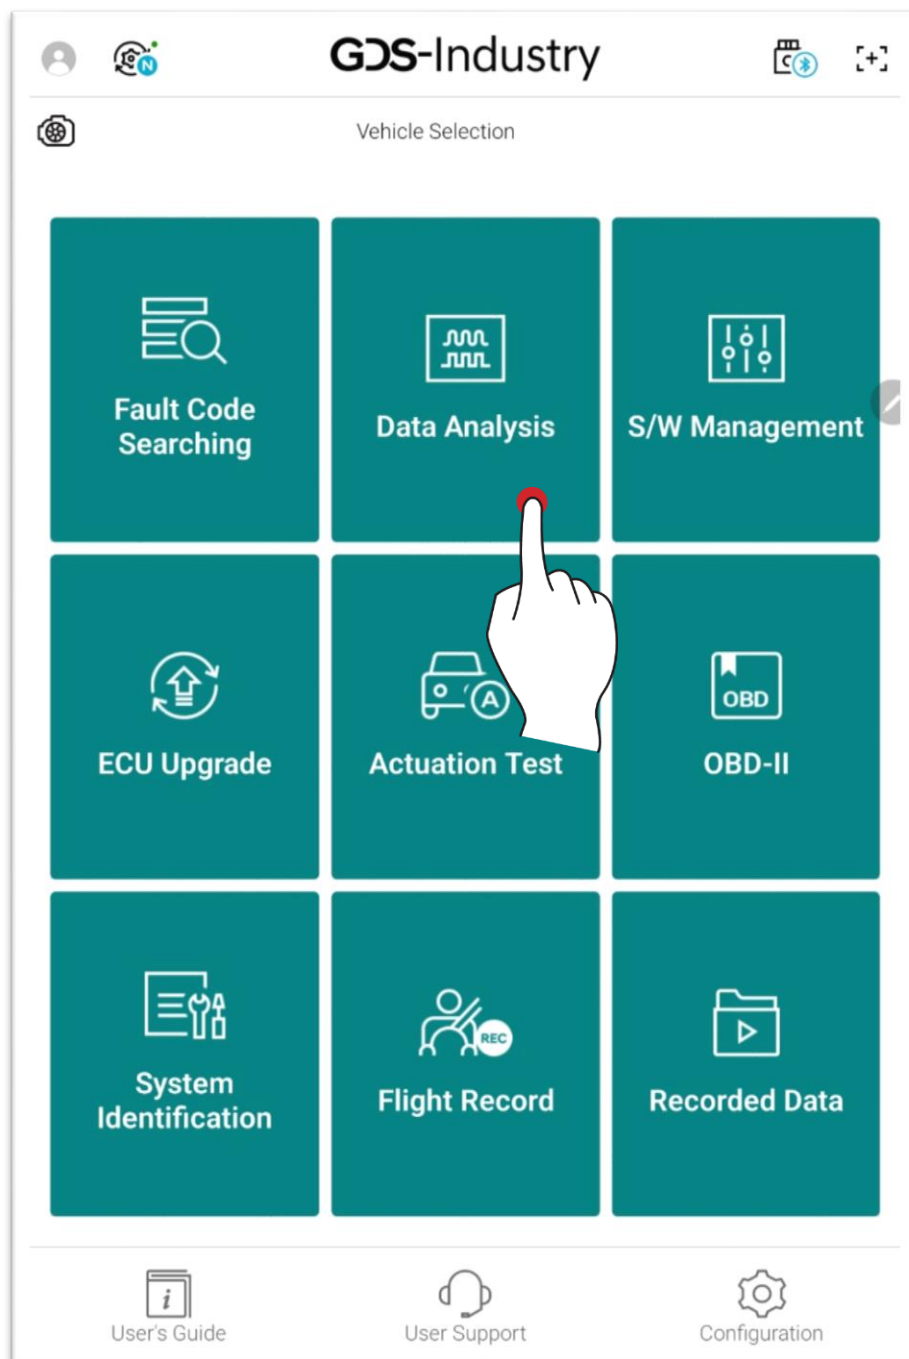 N
GDS-Industry
Vehicle Selection
Fault Code
Searching
Data Analysis
S/W Management
ECU Upgrade
A
Actuation Test
OBD
OBD-II
System
Identification
REC
Flight Record
Recorded Data
i
User's Guide
User Support
Configuration